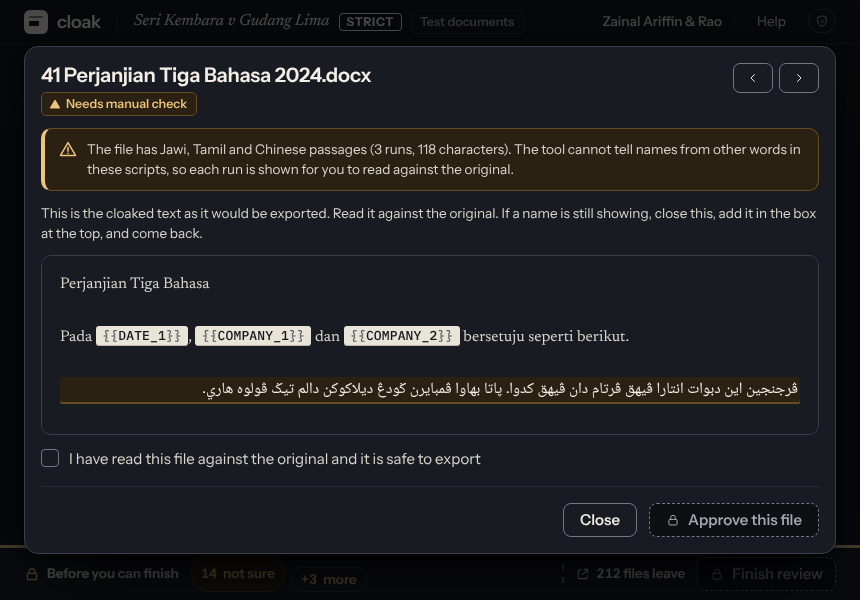 cloak
Seri Kembara v Gudang Lima
STRICT
Test documents
Zainal Ariffin & Rao
Help
41 Perjanjian Tiga Bahasa 2024.docx
Needs manual check
The file has Jawi, Tamil and Chinese passages (3 runs, 118 characters). The tool cannot tell names from other words in
these scripts, so each run is shown for you to read against the original.
This is the cloaked text as it would be exported. Read it against the original. If a name is still showing, close this, add it in the box
at the top, and come back.
Perjanjian Tiga Bahasa
Pada {{DATE_1}}, {{COMPANY_1}} dan {{COMPANY_2}} bersetuju seperti berikut.
ڤرجنجين اين دبوات انتارا ڤيهق ڤرتام دان ڤيهق كدوا. ڤاتا بهاوا ڤمبايرن ݢودڠ ديلاكوكن دالم تيݢ ڤولوه هاري.
I have read this file against the original and it is safe to export
Close
Approve this file
Before you can finish
14 not sure
+3 more
212 files leave
Finish review